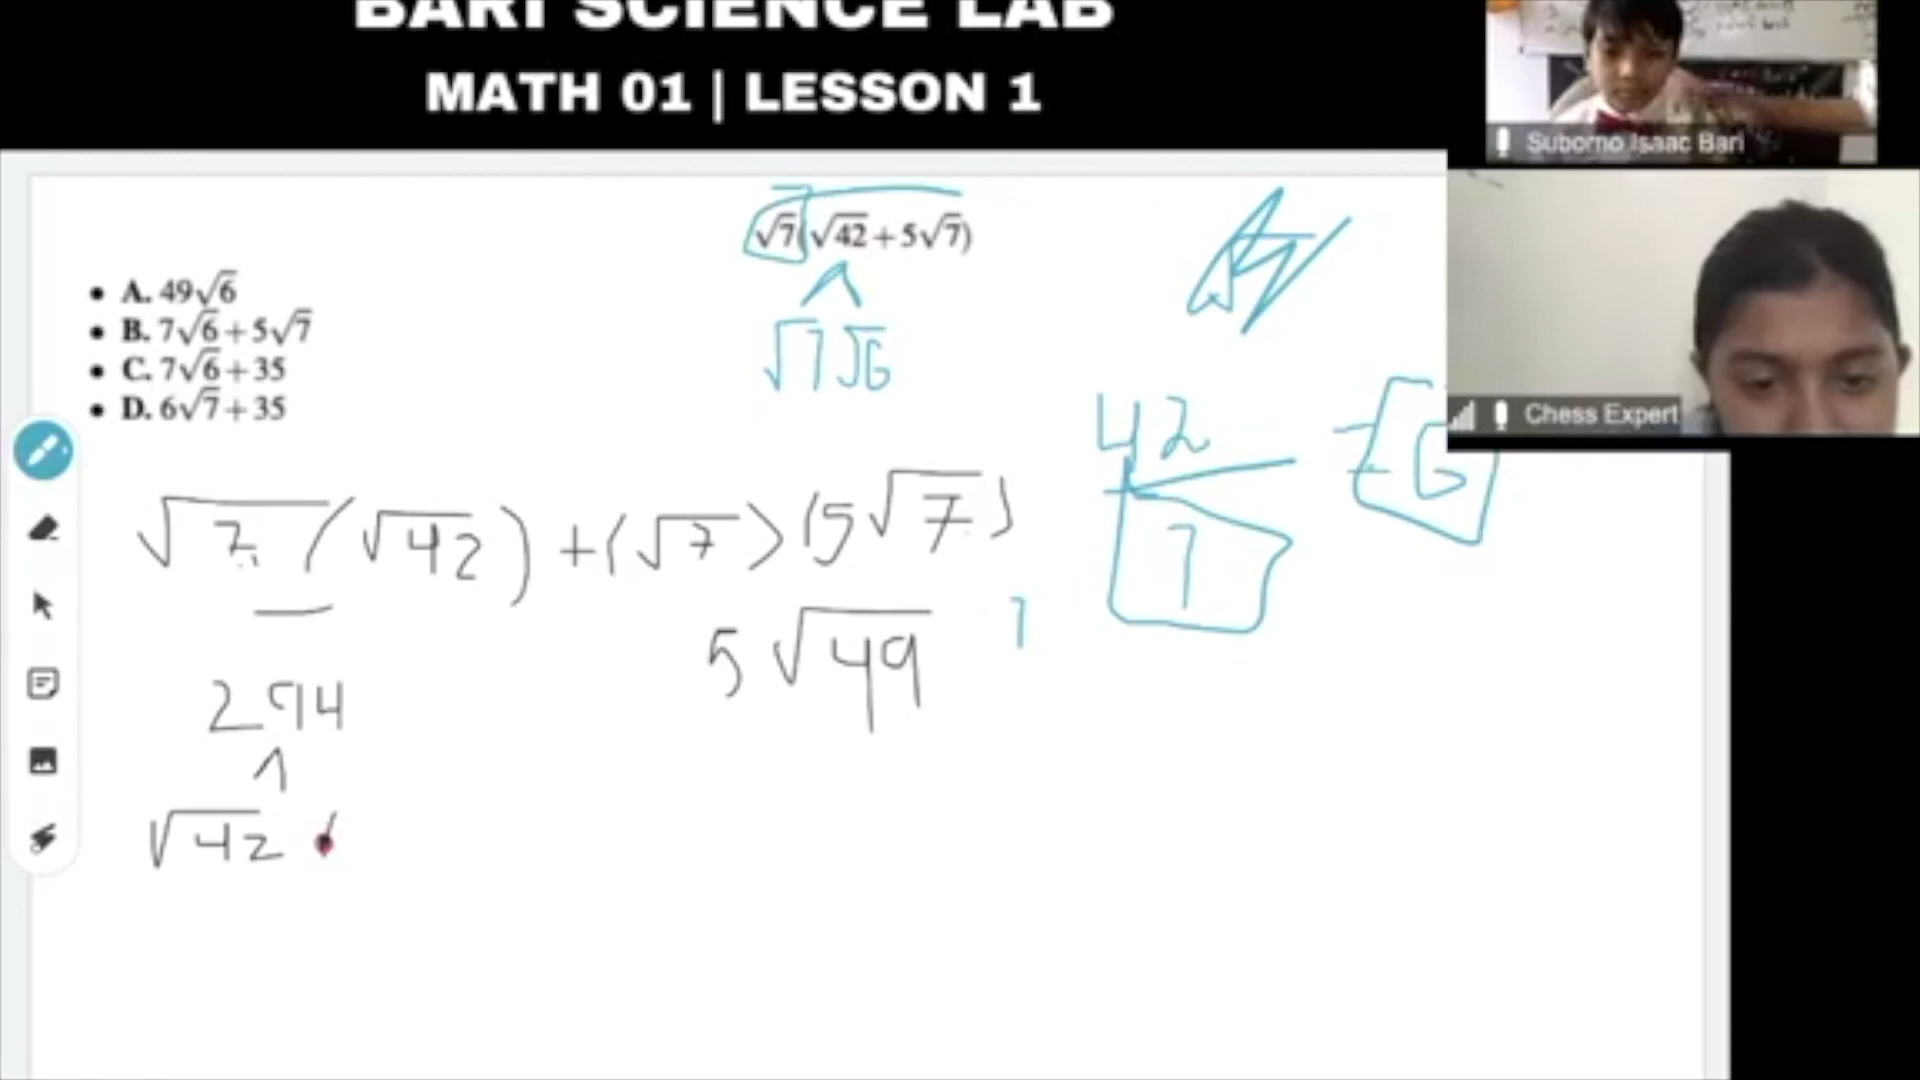 BARI SCIENCE LAB
MATH 01 | LESSON 1
Suborno Isaac Bari
Chess Expert
√7(√42+5√7)
• A. 49√6
• B. 7√6+5√7
• C. 7√6+35
• D. 6√7+35
√7√6
42
7
=6
√7(√42)+(√7)(5√7)
5√49
7
294
√42 •